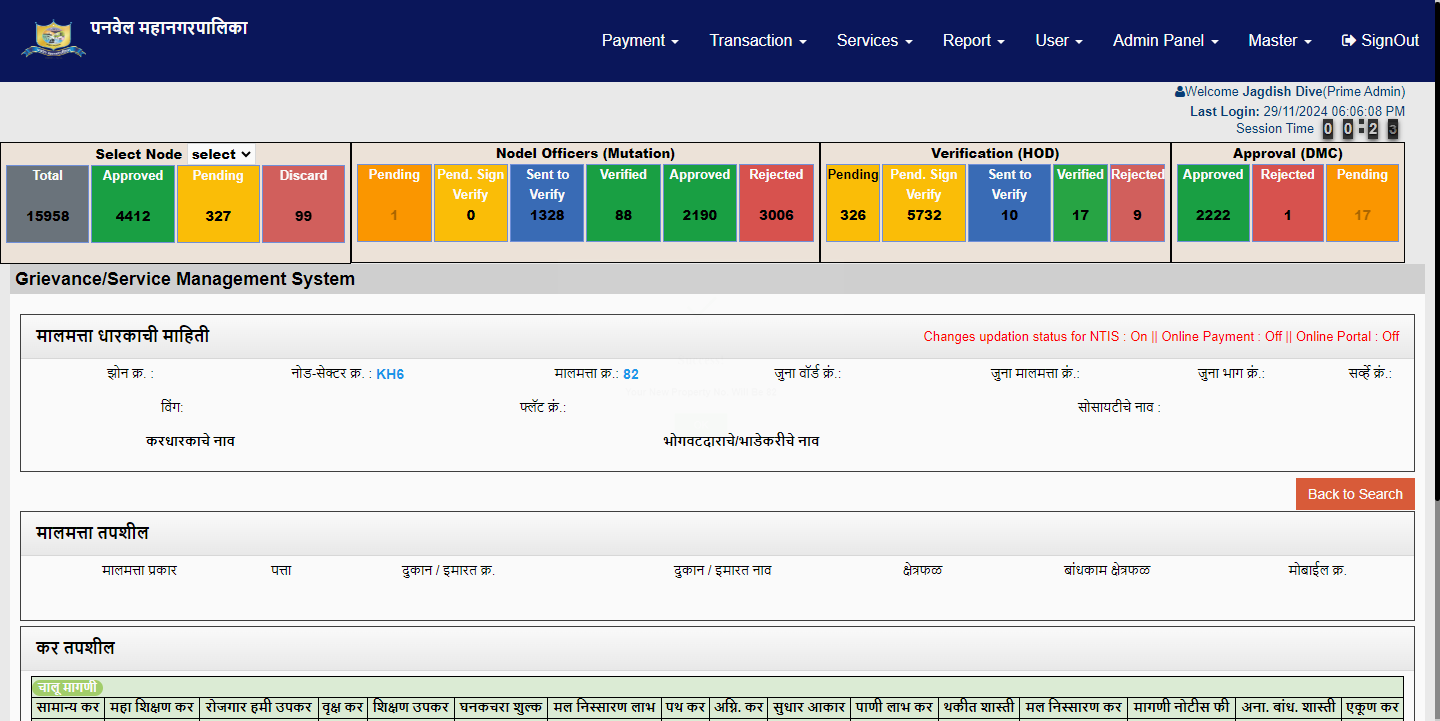 पनवेल महानगरपालिका
Payment Transaction Services Report User Admin Panel Master SignOut
Welcome Jagdish Dive(Prime Admin)
Last Login: 29/11/2024 06:06:08 PM
Session Time 0 0 : 2 3
Select Node select
Total Approved Pending Discard
15958 4412 327 99
Nodel Officers (Mutation)
Pending Pend. Sign Verify Sent to Verify Verified Approved Rejected
1 0 1328 88 2190 3006
Verification (HOD)
Pending Pend. Sign Verify Sent to Verify Verified Rejected
326 5732 10 17 9
Approval (DMC)
Approved Rejected Pending
2222 1 17
Grievance/Service Management System
मालमत्ता धारकाची माहिती
Changes updation status for NTIS : On || Online Payment : Off || Online Portal : Off
झोन क्र. : नोड-सेक्टर क्र. : KH6 मालमत्ता क्र.: 82 जुना वॉर्ड क्रं.: जुना मालमत्ता क्रं.: जुना भाग क्रं.: सर्व्हे क्रं.:
विंग: फ्लॅट क्रं.: सोसायटीचे नाव :
करधारकाचे नाव भोगवटदाराचे/भाडेकरीचे नाव
Back to Search
मालमत्ता तपशील
मालमत्ता प्रकार पत्ता दुकान / इमारत क्र. दुकान / इमारत नाव क्षेत्रफळ बांधकाम क्षेत्रफळ मोबाईल क्र.
कर तपशील
चालू मागणी
सामान्य कर महा शिक्षण कर रोजगार हमी उपकर वृक्ष कर शिक्षण उपकर घनकचरा शुल्क मल निस्सारण लाभ पथ कर अग्नि. कर सुधार आकार पाणी लाभ कर थकीत शास्ती मल निस्सारण कर मागणी नोटीस फी अना. बांध. शास्ती एकूण कर